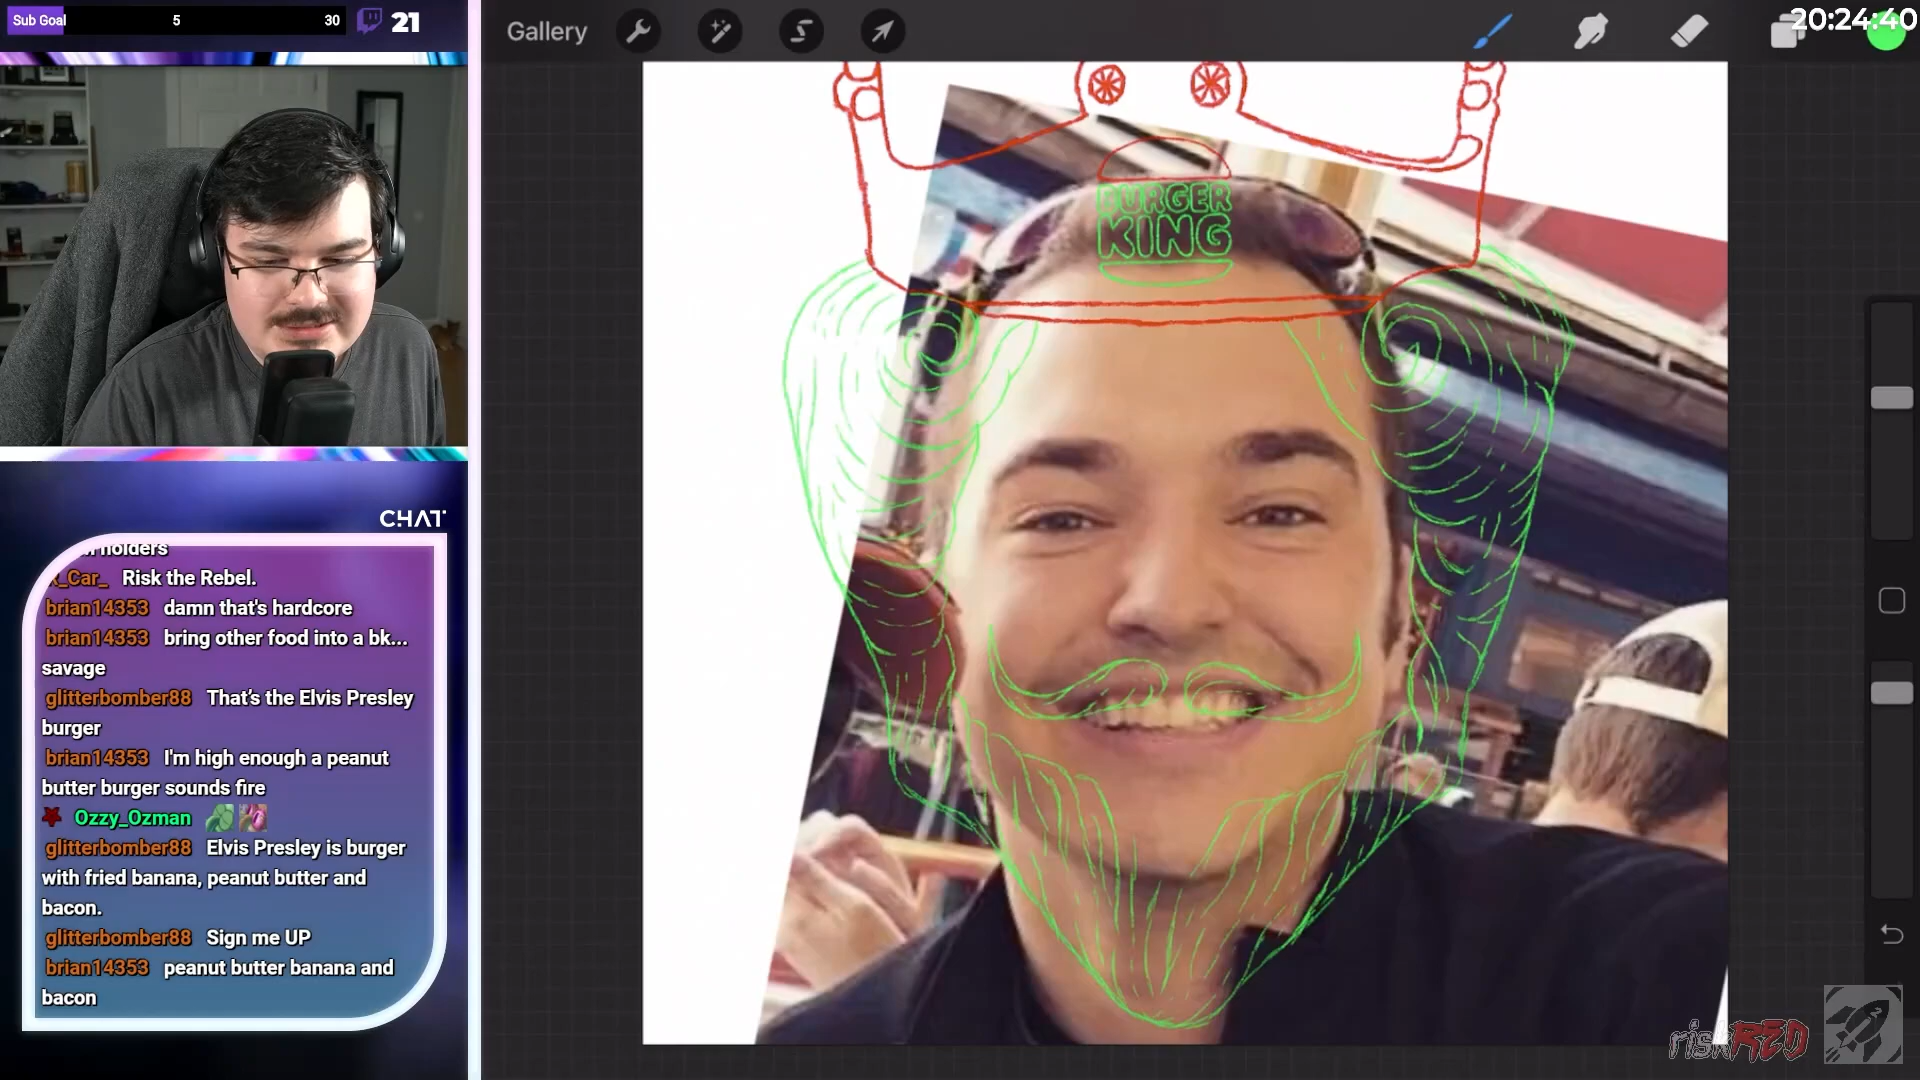 Sub Goal 5 30 21
Gallery
20:24:40
BURGER
KING
CHAT
holders
_Car_ Risk the Rebel.
brian14353 damn that's hardcore
brian14353 bring other food into a bk...
savage
glitterbomber88 That's the Elvis Presley
burger
brian14353 I'm high enough a peanut
butter burger sounds fire
Ozzy_Ozman
glitterbomber88 Elvis Presley is burger
with fried banana, peanut butter and
bacon.
glitterbomber88 Sign me UP
brian14353 peanut butter banana and
bacon
riskRED